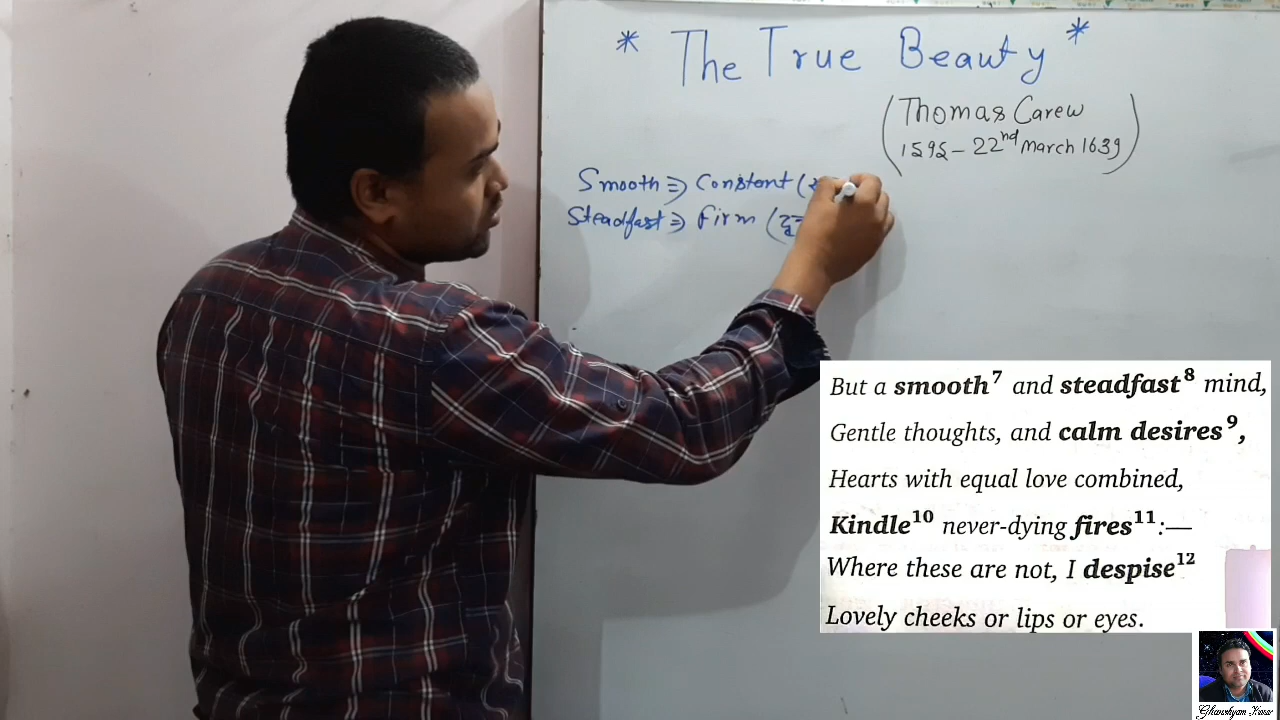 * The True Beauty *
(Thomas Carew
1595 – 22nd March 1639)
Smooth ⇒ Constant (
Steadfast ⇒ Firm (
But a smooth⁷ and steadfast⁸ mind,
Gentle thoughts, and calm desires⁹,
Hearts with equal love combined,
Kindle¹⁰ never-dying fires¹¹:—
Where these are not, I despise¹²
Lovely cheeks or lips or eyes.
Ghanshyam Kumar